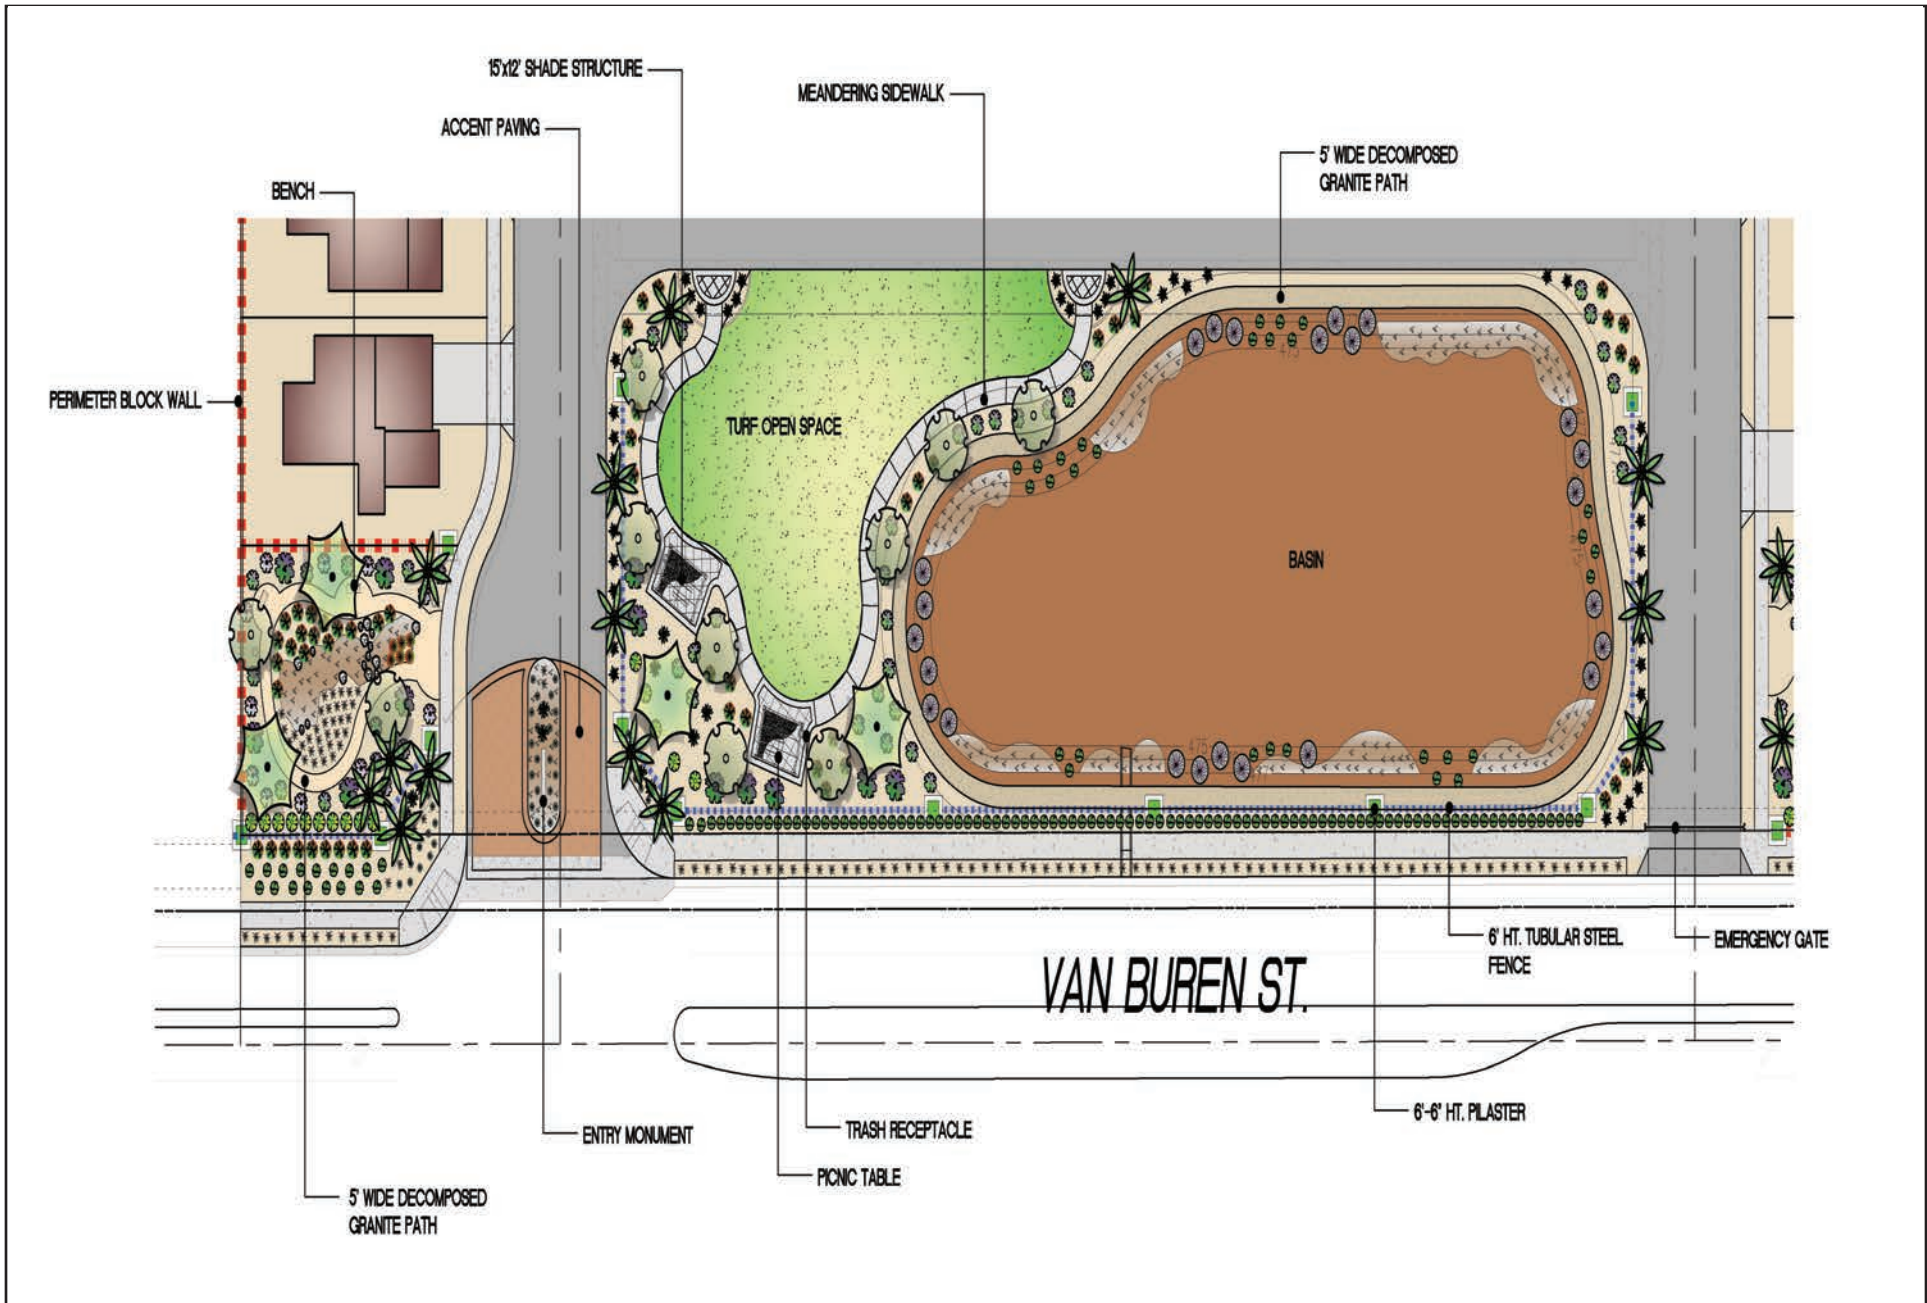 15'x12' SHADE STRUCTURE
MEANDERING SIDEWALK
ACCENT PAVING
5' WIDE DECOMPOSED
GRANITE PATH
BENCH
PERIMETER BLOCK WALL
TURF OPEN SPACE
BASIN
6' HT. TUBULAR STEEL
FENCE
EMERGENCY GATE
VAN BUREN ST.
6'-6" HT. PILASTER
ENTRY MONUMENT
TRASH RECEPTACLE
PICNIC TABLE
5' WIDE DECOMPOSED
GRANITE PATH